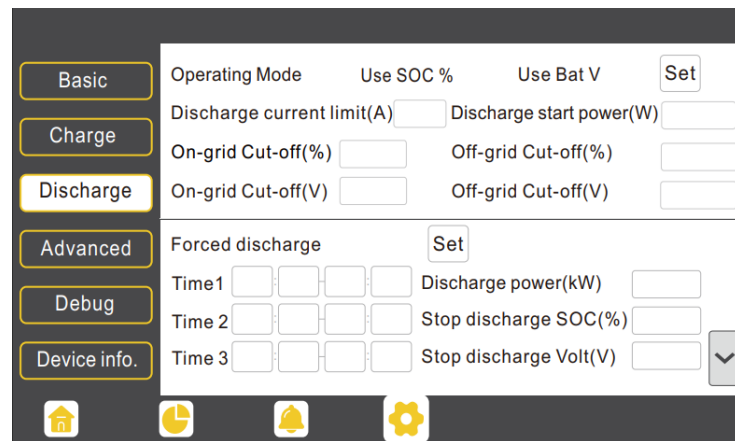 Basic
Charge
Discharge
Advanced
Debug
Device info.
Operating Mode Use SOC % Use Bat V Set
Discharge current limit(A) Discharge start power(W)
On-grid Cut-off(%) Off-grid Cut-off(%)
On-grid Cut-off(V) Off-grid Cut-off(V)
Forced discharge Set
Time1 : - : Discharge power(kW)
Time 2 : - : Stop discharge SOC(%)
Time 3 : - : Stop discharge Volt(V)